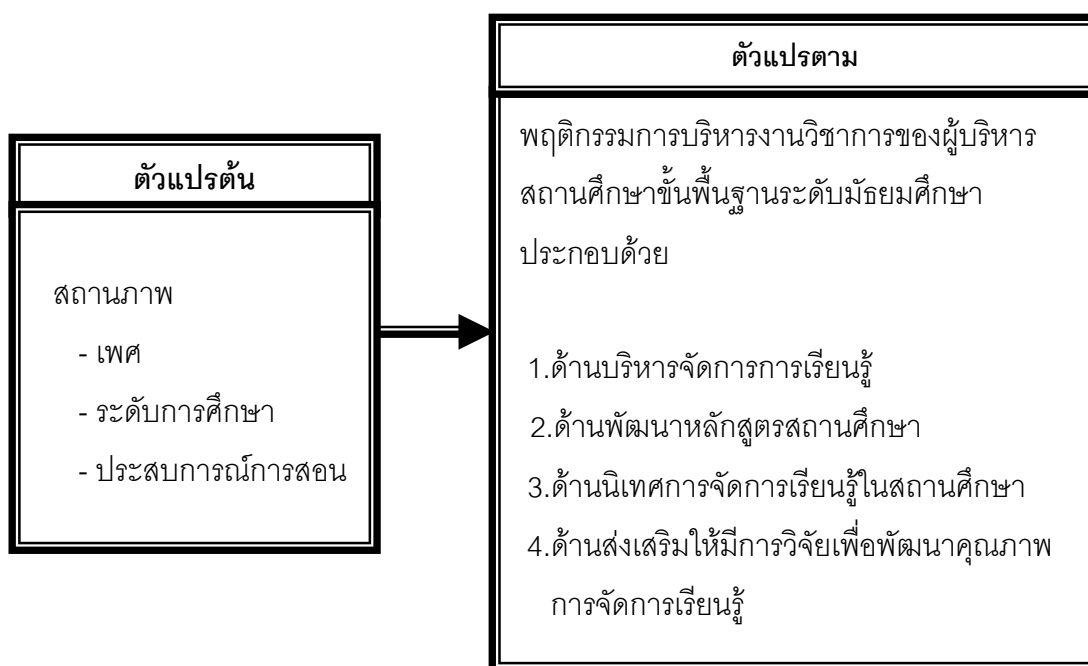 ตัวแปรต้น
สถานภาพ
- เพศ
- ระดับการศึกษา
- ประสบการณ์การสอน
ตัวแปรตาม
พฤติกรรมการบริหารงานวิชาการของผู้บริหาร
สถานศึกษาขั้นพื้นฐานระดับมัธยมศึกษา
ประกอบด้วย
1.ด้านบริหารจัดการการเรียนรู้
2.ด้านพัฒนาหลักสูตรสถานศึกษา
3.ด้านนิเทศการจัดการเรียนรู้ในสถานศึกษา
4.ด้านส่งเสริมให้มีการวิจัยเพื่อพัฒนาคุณภาพ
การจัดการเรียนรู้